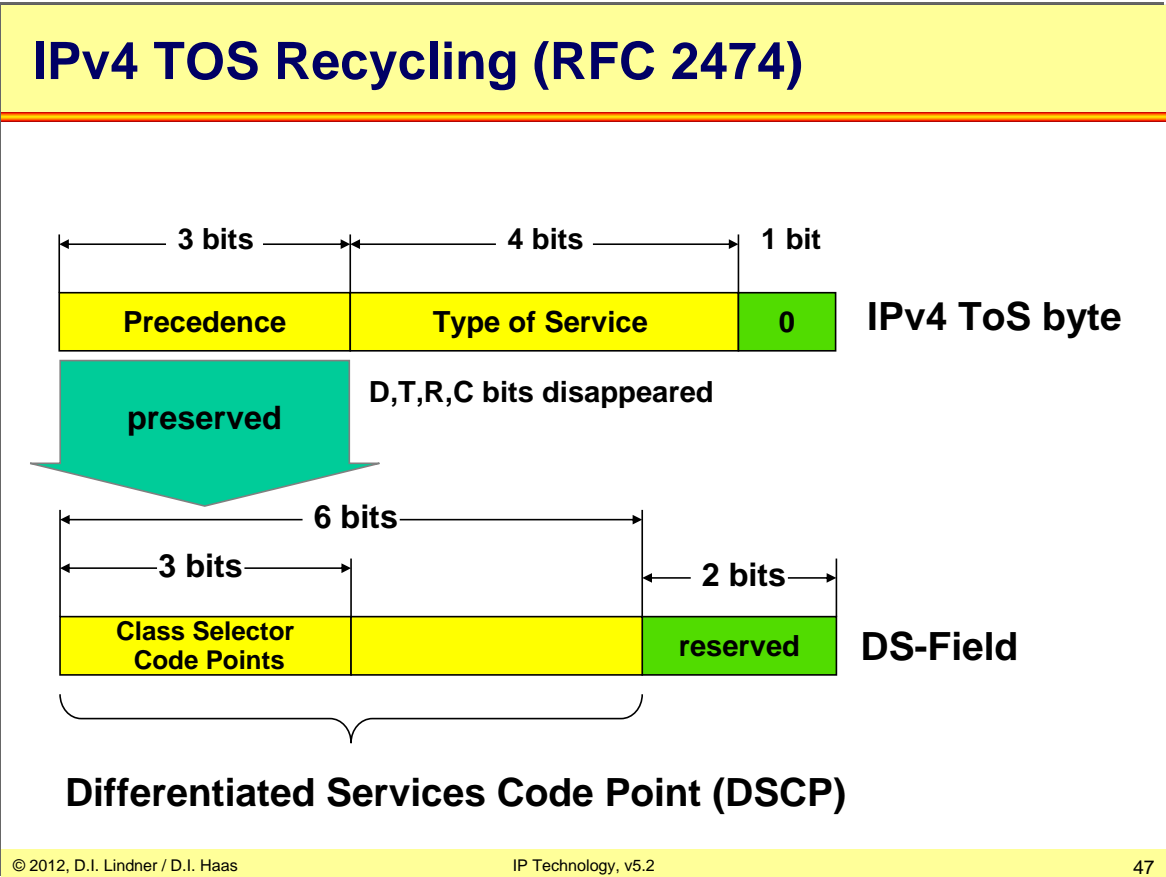 IPv4 TOS Recycling (RFC 2474)
3 bits
4 bits
1 bit
Precedence
Type of Service
0
IPv4 ToS byte
preserved
D,T,R,C bits disappeared
6 bits
3 bits
2 bits
Class Selector
Code Points
reserved
DS-Field
Differentiated Services Code Point (DSCP)
© 2012, D.I. Lindner / D.I. Haas
IP Technology, v5.2
47